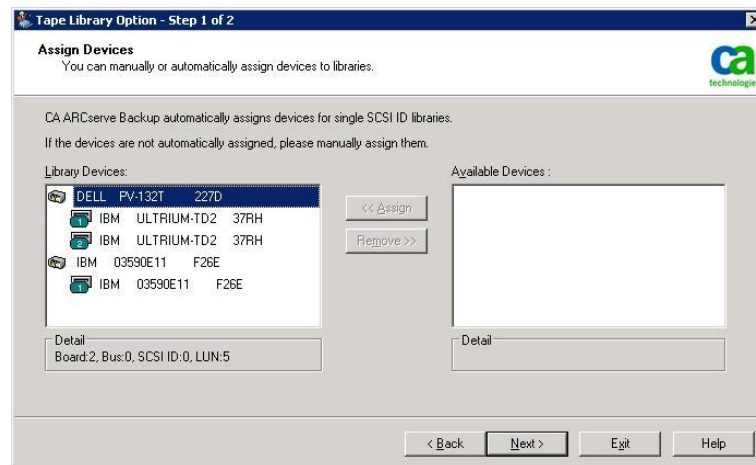 Tape Library Option - Step 1 of 2
Assign Devices
You can manually or automatically assign devices to libraries.
ca
technologies
CA ARCserve Backup automatically assigns devices for single SCSI ID libraries.
If the devices are not automatically assigned, please manually assign them.
Library Devices:
Available Devices :
DELL PV-132T 227D
1 IBM ULTRIUM-TD2 37RH
2 IBM ULTRIUM-TD2 37RH
IBM 03590E11 F26E
1 IBM 03590E11 F26E
<< Assign
Remove >>
Detail
Board:2, Bus:0, SCSI ID:0, LUN:5
Detail
< Back
Next >
Exit
Help